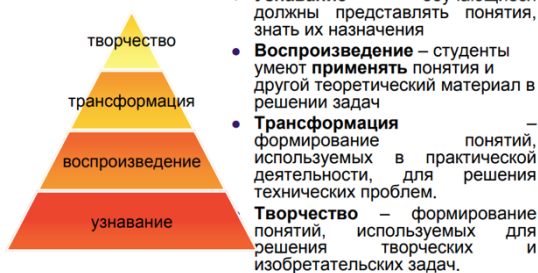 творчество
трансформация
воспроизведение
узнавание
должны представлять понятия,
знать их назначения
• Воспроизведение – студенты
умеют применять понятия и
другой теоретический материал в
решении задач
• Трансформация –
формирование понятий,
используемых в практической
деятельности, для решения
технических проблем.
Творчество – формирование
понятий, используемых для
решения творческих и
изобретательских задач.